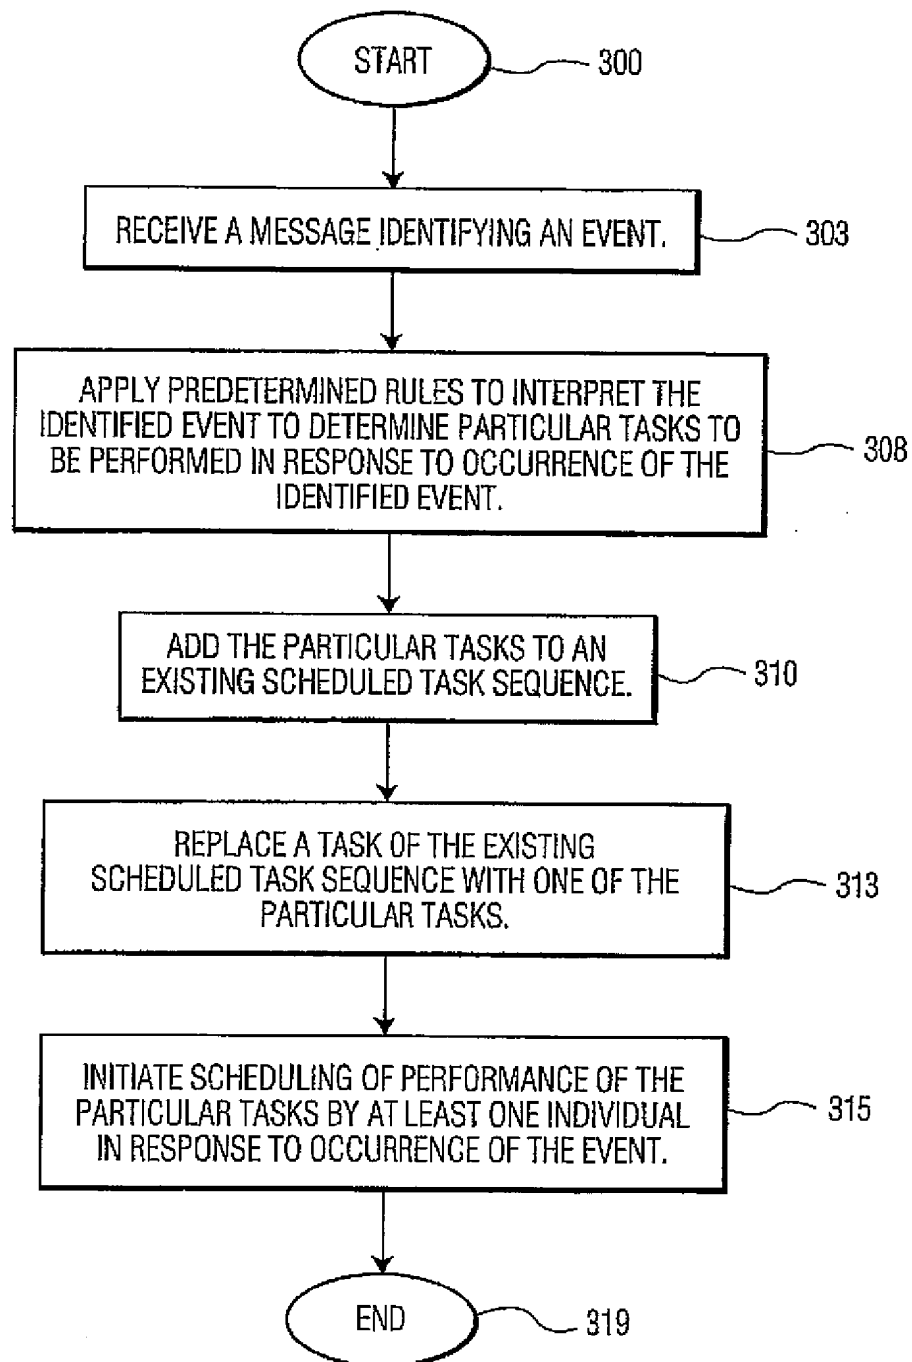 START
300
RECEIVE A MESSAGE IDENTIFYING AN EVENT.
303
APPLY PREDETERMINED RULES TO INTERPRET THE
IDENTIFIED EVENT TO DETERMINE PARTICULAR TASKS TO
BE PERFORMED IN RESPONSE TO OCCURRENCE OF THE
IDENTIFIED EVENT.
308
ADD THE PARTICULAR TASKS TO AN
EXISTING SCHEDULED TASK SEQUENCE.
310
REPLACE A TASK OF THE EXISTING
SCHEDULED TASK SEQUENCE WITH ONE OF THE
PARTICULAR TASKS.
313
INITIATE SCHEDULING OF PERFORMANCE OF THE
PARTICULAR TASKS BY AT LEAST ONE INDIVIDUAL
IN RESPONSE TO OCCURRENCE OF THE EVENT.
315
END
319